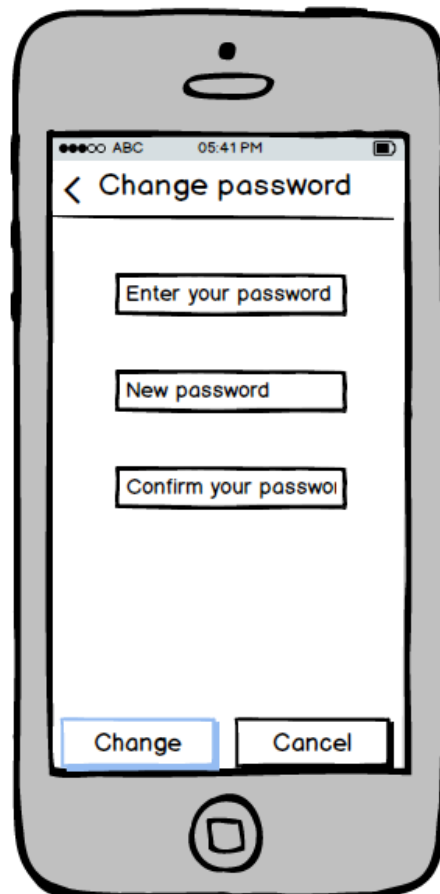 ABC 05:41 PM
< Change password
Enter your password
New password
Confirm your passwo
Change Cancel